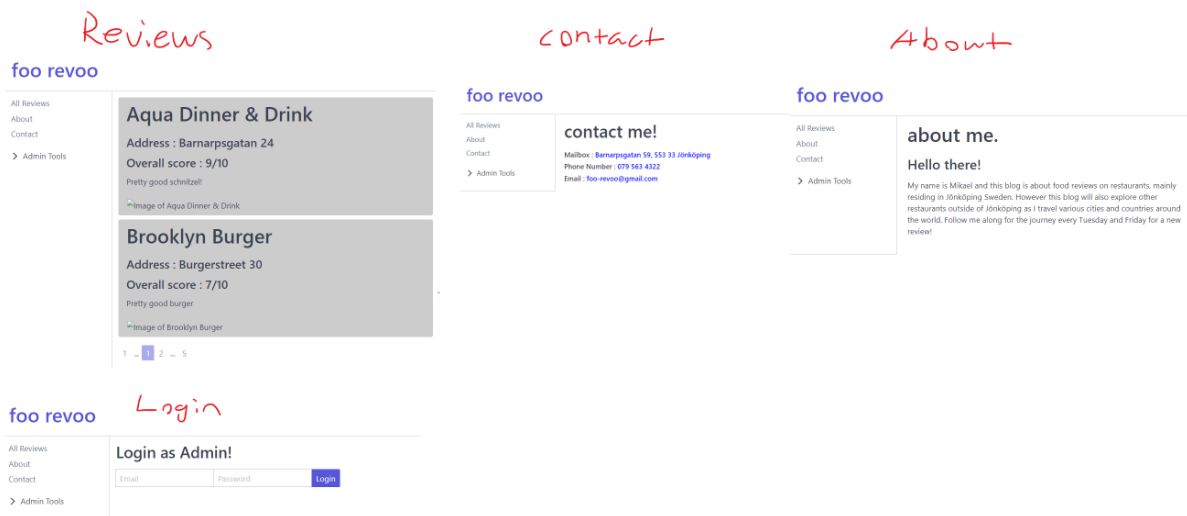 Reviews
foo revoo
All Reviews
About
Contact
Admin Tools
Aqua Dinner & Drink
Address : Barnarpsgatan 24
Overall score : 9/10
Pretty good schnitzel!
Image of Aqua Dinner & Drink
Brooklyn Burger
Address : Burgerstreet 30
Overall score : 7/10
Pretty good burger
Image of Brooklyn Burger
1 ... 1 2 ... 5
contact
foo revoo
All Reviews
About
Contact
Admin Tools
contact me!
Mailbox : Barnarpsgatan 59, 553 33 Jönköping
Phone Number : 079 563 4322
Email : foo-revoo@gmail.com
About
foo revoo
All Reviews
About
Contact
Admin Tools
about me.
Hello there!
My name is Mikael and this blog is about food reviews on restaurants, mainly
residing in Jönköping Sweden. However this blog will also explore other
restaurants outside of Jönköping as I travel various cities and countries around
the world. Follow me along for the journey every Tuesday and Friday for a new
review!
Login
foo revoo
All Reviews
About
Contact
Admin Tools
Login as Admin!
Email Password Login